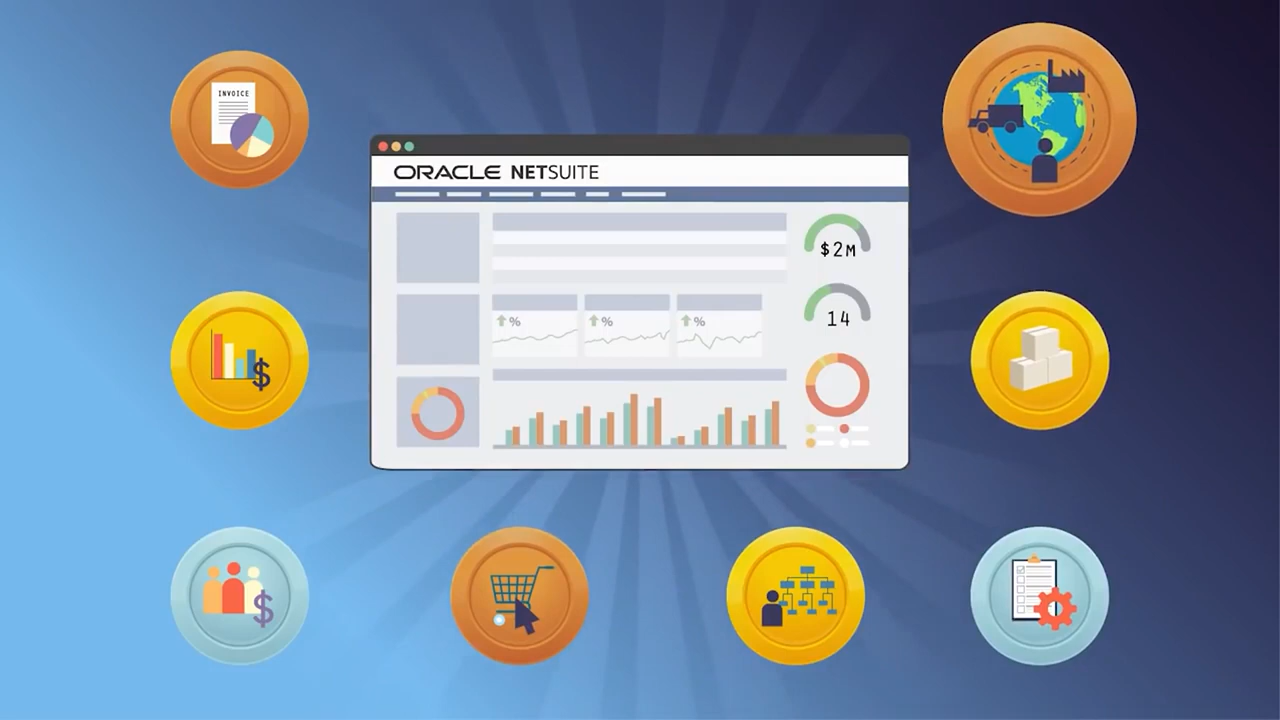 INVOICE
ORACLE NETSUITE
$2M
%
%
%
14
$
$